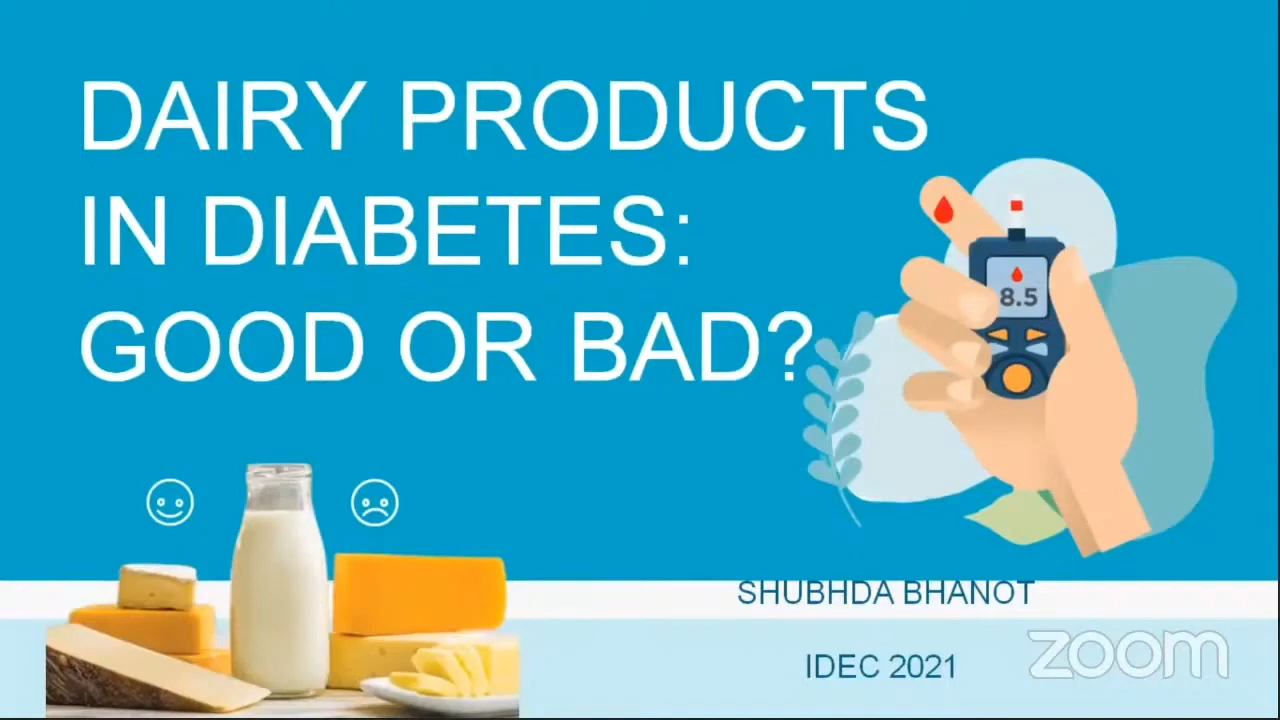 DAIRY PRODUCTS
IN DIABETES:
GOOD OR BAD?
8.5
SHUBHDA BHANOT
IDEC 2021
zoom